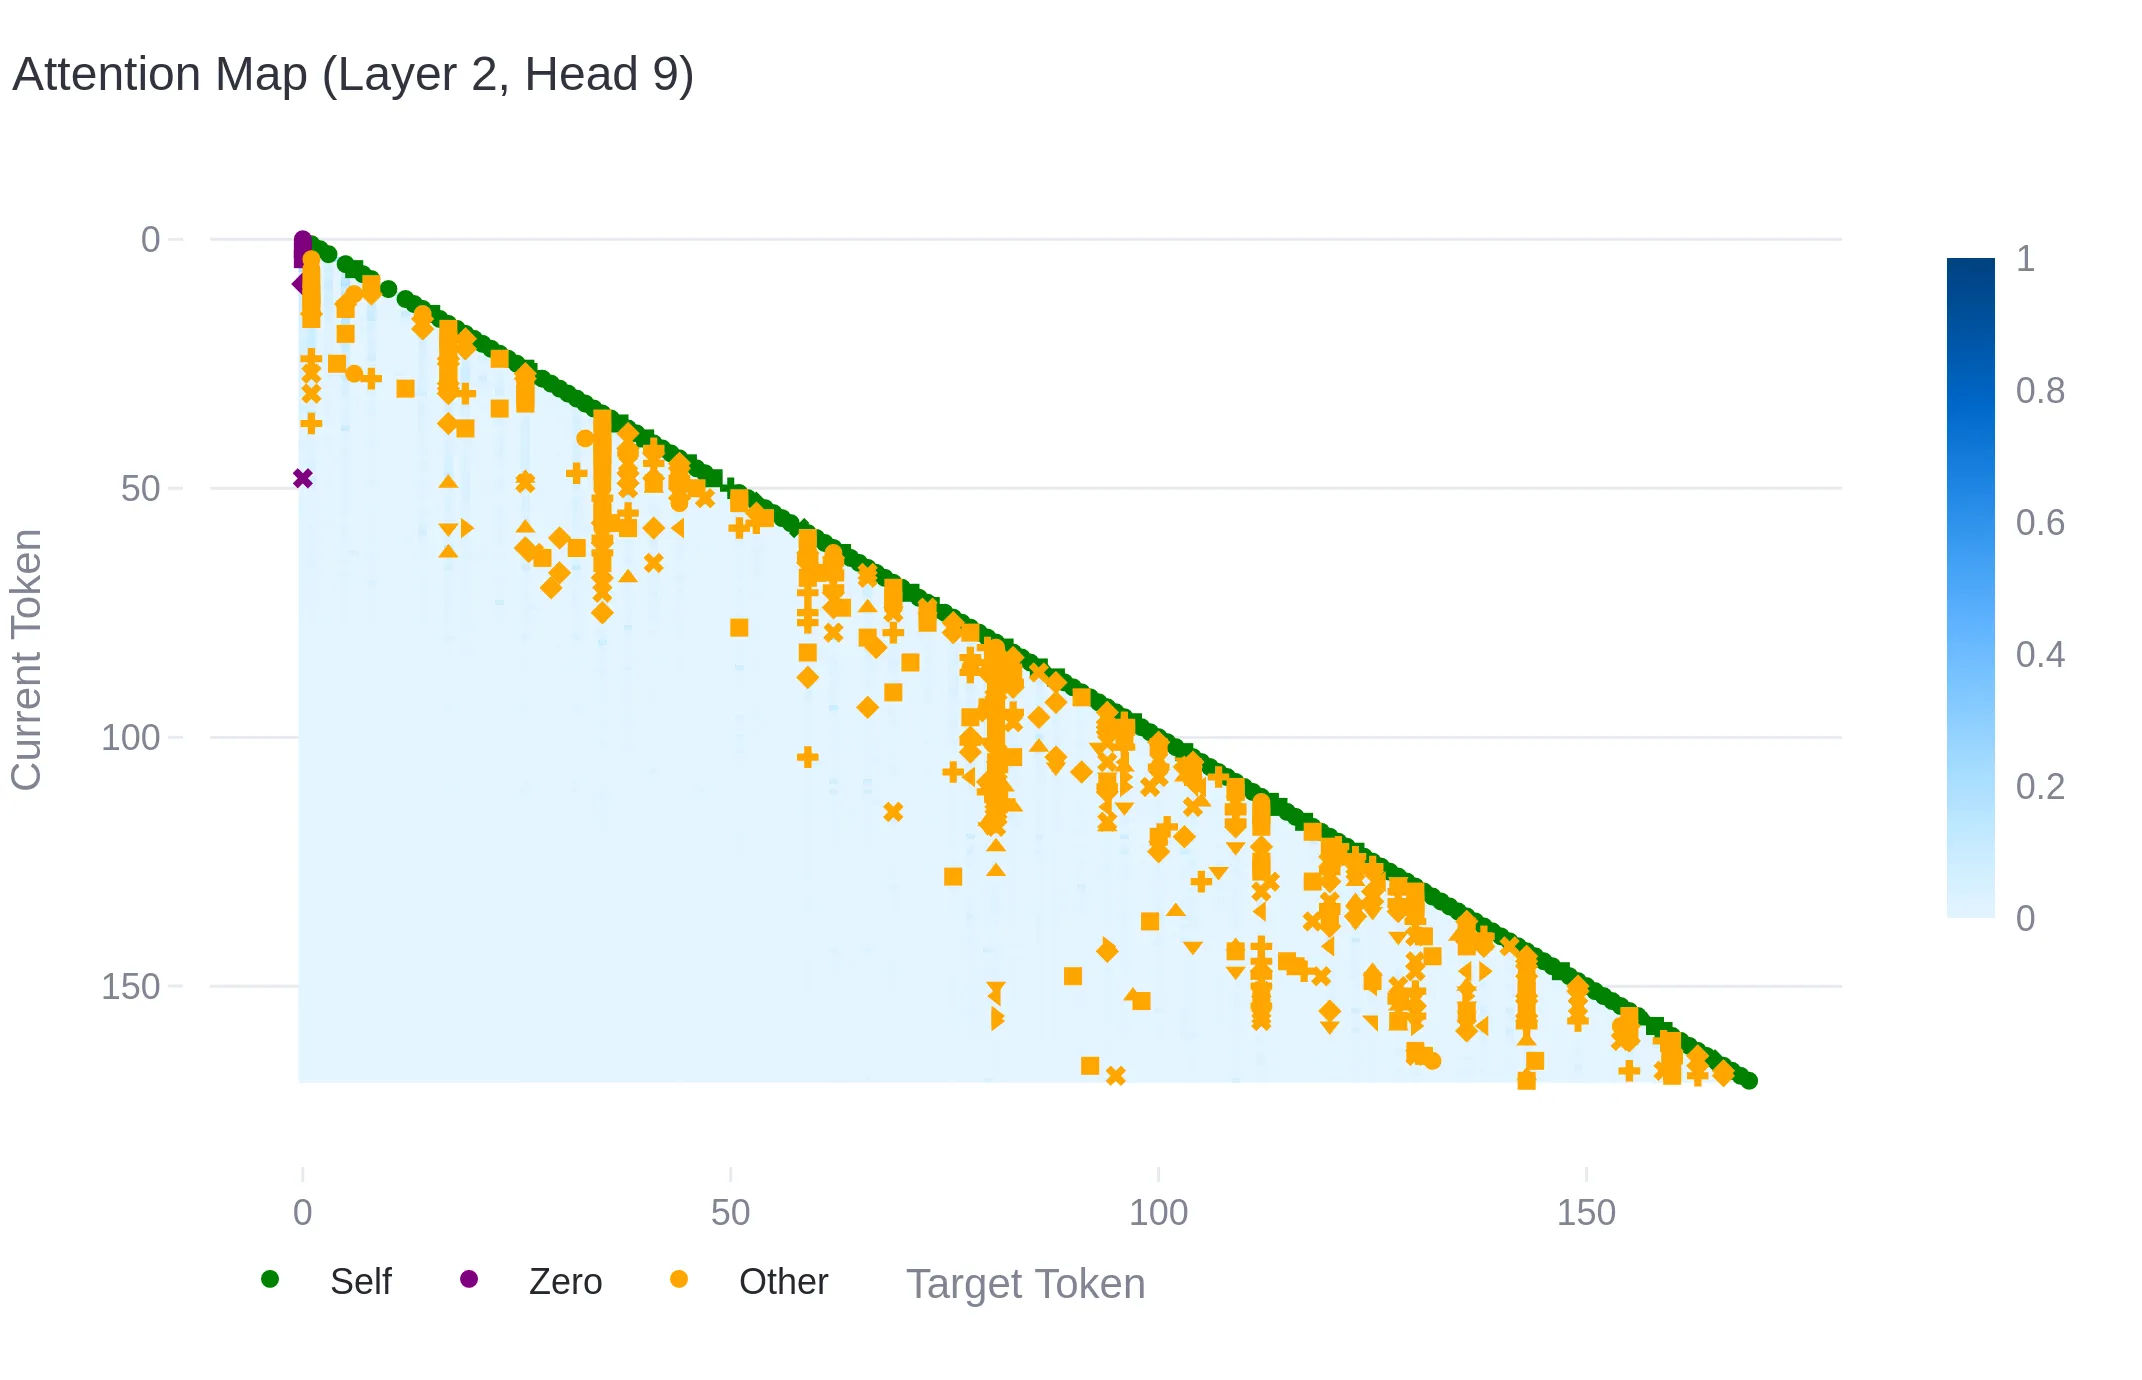 Attention Map (Layer 2, Head 9)
Current Token
0
50
100
150
0
50
100
150
Self
Zero
Other
Target Token
1
0.8
0.6
0.4
0.2
0